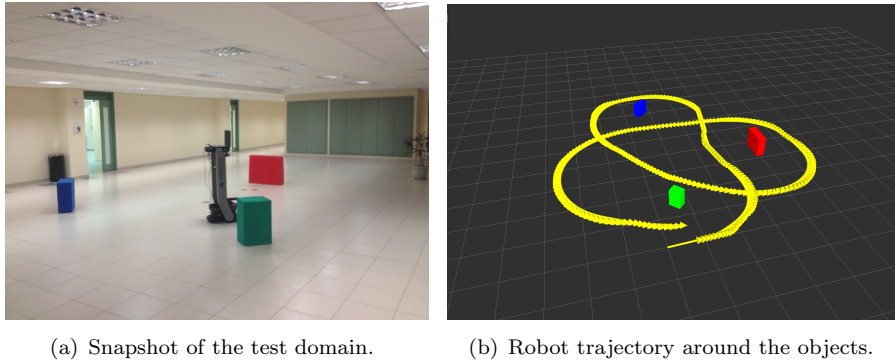 (a) Snapshot of the test domain.
(b) Robot trajectory around the objects.